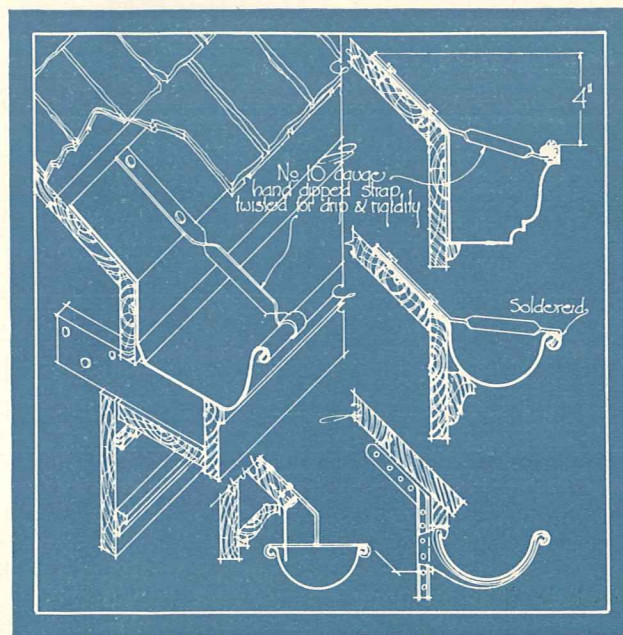 4"
No 10 gauge
hand dipped strap,
twisted for drip & rigidity
Soldered